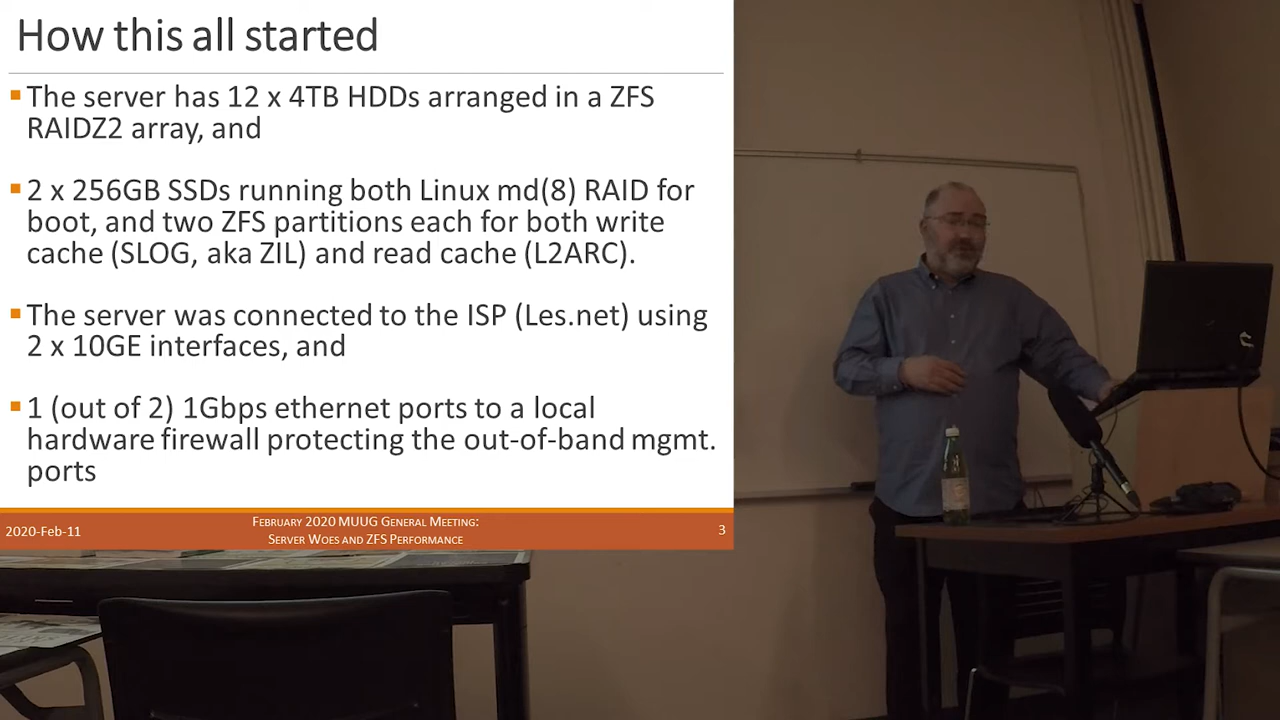 How this all started
The server has 12 x 4TB HDDs arranged in a ZFS
RAIDZ2 array, and
2 x 256GB SSDs running both Linux md(8) RAID for
boot, and two ZFS partitions each for both write
cache (SLOG, aka ZIL) and read cache (L2ARC).
The server was connected to the ISP (Les.net) using
2 x 10GE interfaces, and
1 (out of 2) 1Gbps ethernet ports to a local
hardware firewall protecting the out-of-band mgmt.
ports
2020-Feb-11
February 2020 MUUG General Meeting:
Server Woes and ZFS Performance
3